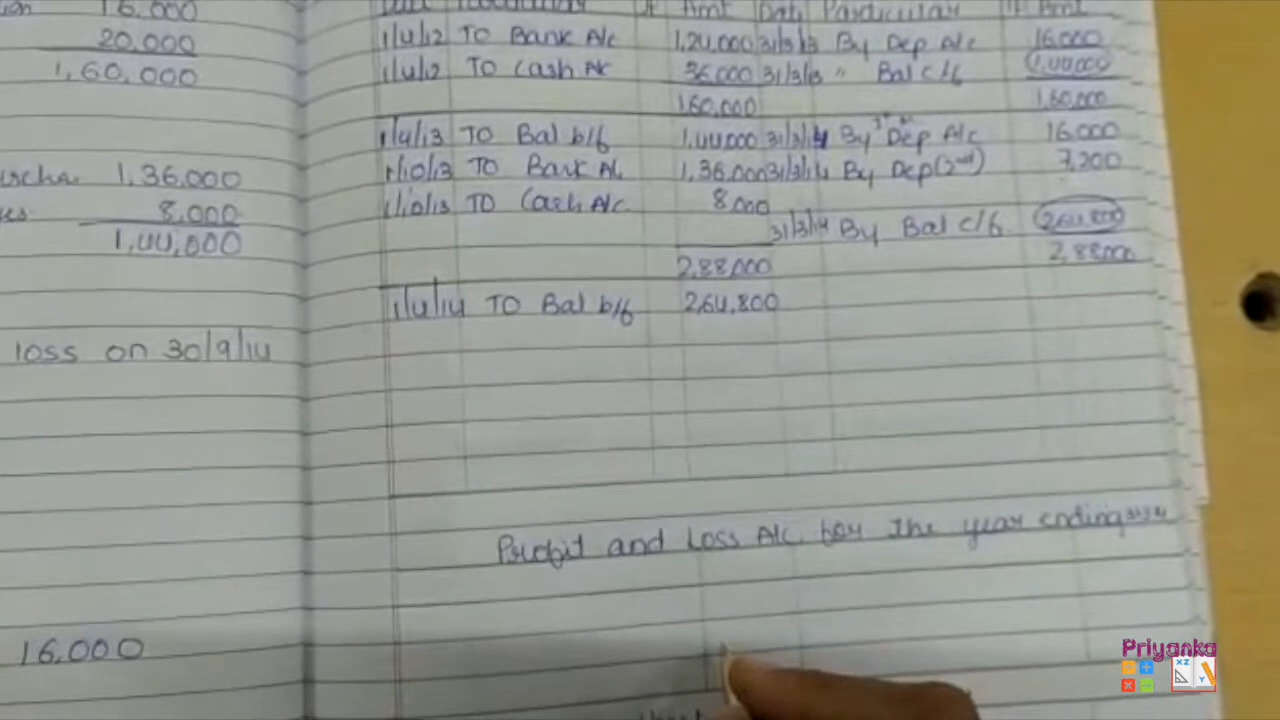 16.000
20.000
1,60,000
1,36,000
8,000
1,44,000
loss on 30/9/14
16,000
Amt Date Particular
1/4/12 TO Bank A/c 1,24,000 31/3/13 By Dep A/c 16.000
1/4/12 TO Cash A/c 36.000 31/3/13 " Bal c/f 1,44,000
1,60,000 1,60,000
1/4/13 TO Bal b/f 1,44,000 31/3/14 By Dep A/c 16.000
1/10/13 TO Bank A/c 1,36,000 31/3/14 By Dep (2nd) 7,200
1/10/13 TO Cash A/c 8000
31/3/14 By Bal c/f 264,800
2,88,000 2,88,000
1/4/14 TO Bal b/f 2,64,800
Profit and Loss A/c for the year ending
Priyanka